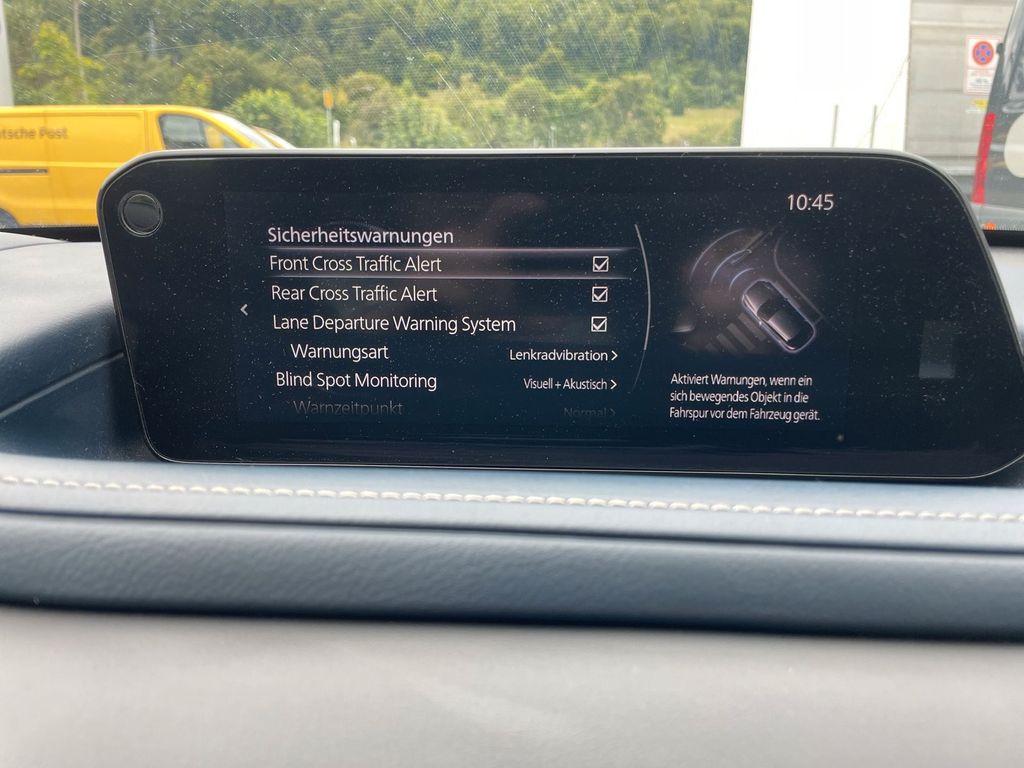 tsche Post
10:45
Sicherheitswarnungen
Front Cross Traffic Alert
Rear Cross Traffic Alert
Lane Departure Warning System
Warnungsart Lenkradvibration >
Blind Spot Monitoring Visuell + Akustisch >
Warnzeitpunkt Normal >
Aktiviert Warnungen, wenn ein
sich bewegendes Objekt in die
Fahrspur vor dem Fahrzeug gerät.